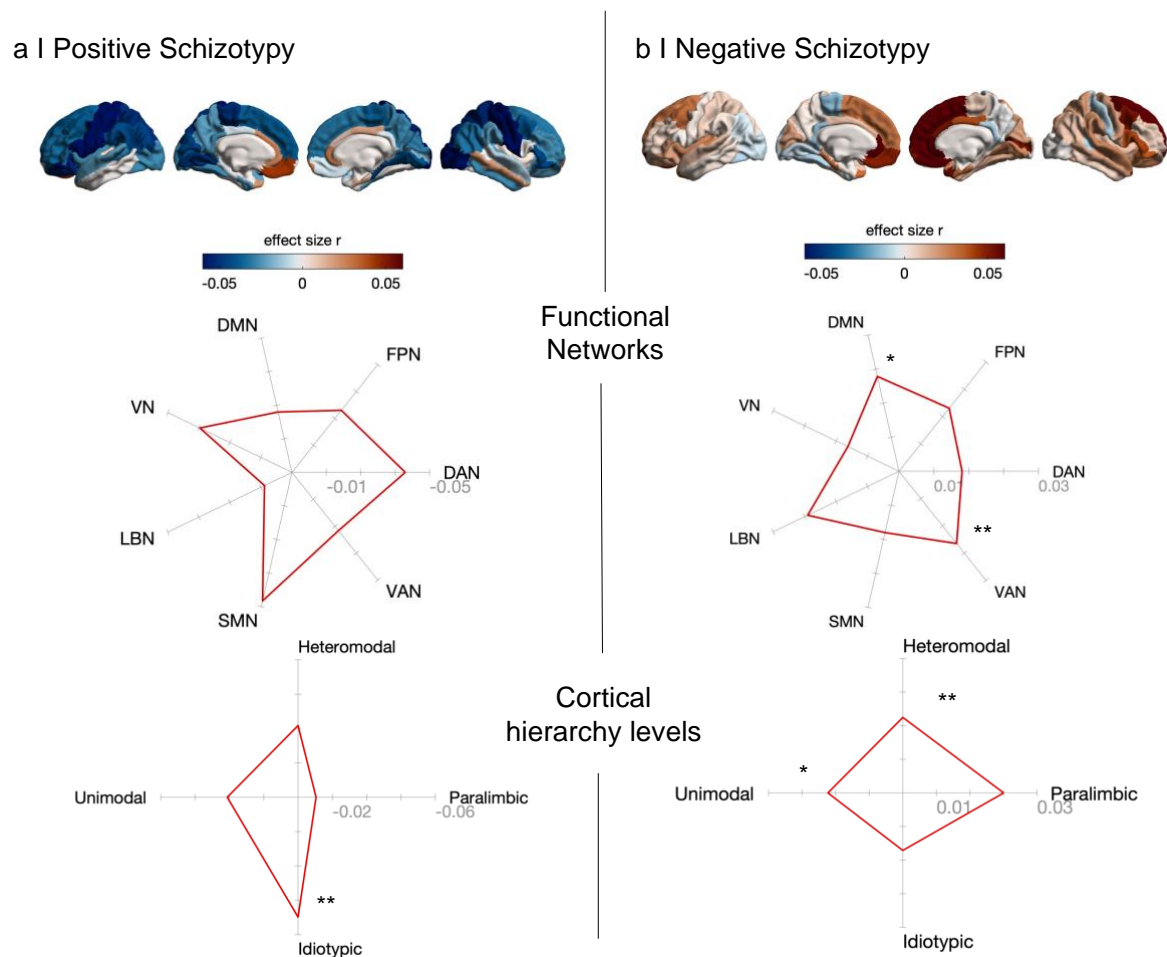 a I Positive Schizotypy
b I Negative Schizotypy
effect size r
-0.05 0 0.05
effect size r
-0.05 0 0.05
Functional
Networks
DMN
FPN
VN
DAN
-0.01 -0.05
LBN
VAN
SMN
DMN
*
FPN
VN
DAN
0.01 0.03
**
LBN
VAN
SMN
Cortical
hierarchy levels
Heteromodal
Unimodal
Paralimbic
-0.02 -0.06
**
Idiotypic
Heteromodal
**
*
Unimodal
Paralimbic
0.01 0.03
Idiotypic